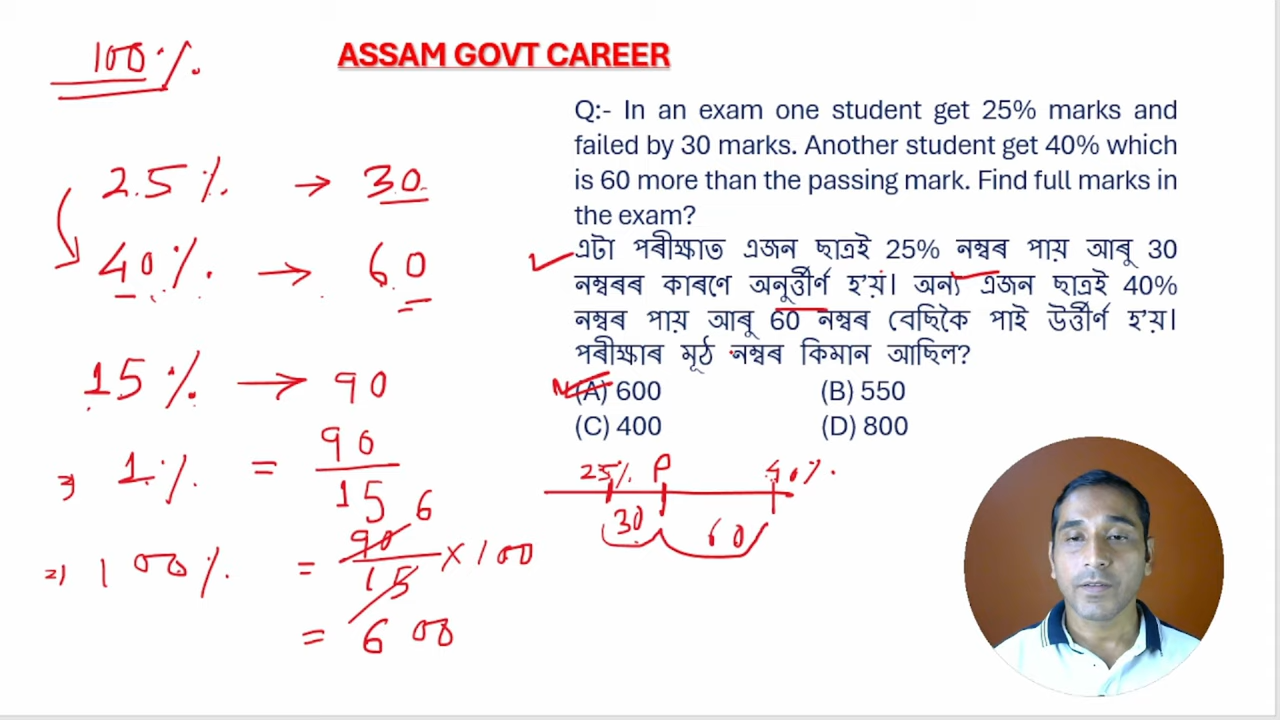 ASSAM GOVT CAREER
100%
Q:- In an exam one student get 25% marks and
failed by 30 marks. Another student get 40% which
is 60 more than the passing mark. Find full marks in
the exam?
এটা পৰীক্ষাত এজন ছাত্ৰই 25% নম্বৰ পায় আৰু 30
নম্বৰৰ কাৰণে অনুৰ্ত্তীৰ্ণ হ’য়। অন্য এজন ছাত্ৰই 40%
নম্বৰ পায় আৰু 60 নম্বৰ বেছিকৈ পাই উৰ্ত্তীৰ্ণ হ’য়।
পৰীক্ষাৰ মূঠ নম্বৰ কিমান আছিল?
(A) 600 (B) 550
(C) 400 (D) 800
25% → 30
40% → 60
15% → 90
⇒ 1% = 90/15
⇒ 100% = 90/15 × 100
6
= 600
25% P 40%
30 60